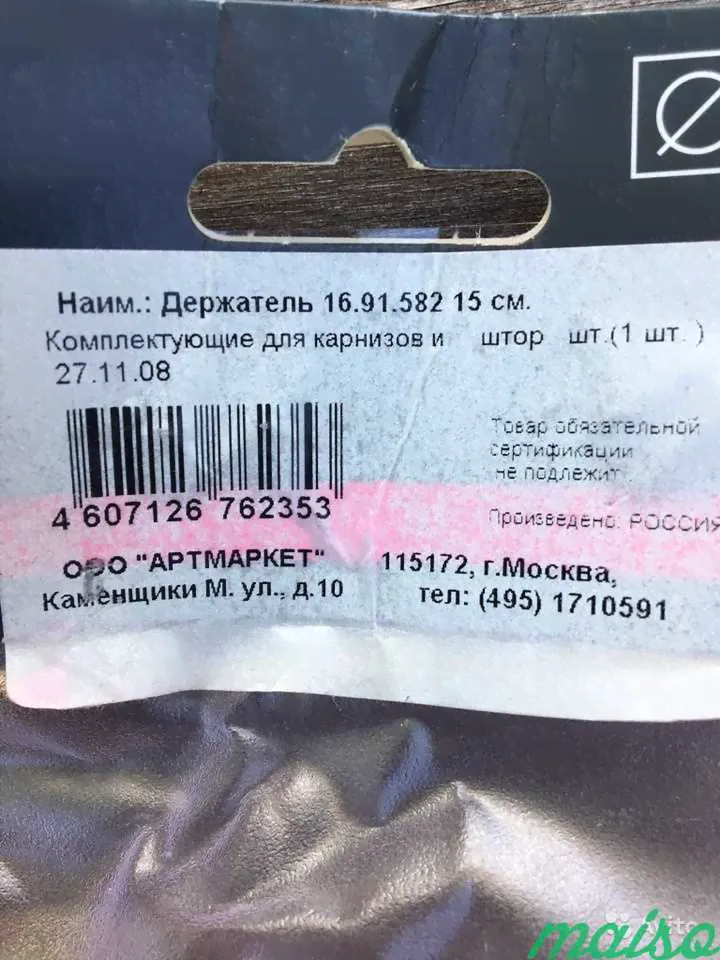 Наим.: Держатель 16.91.582 15 см.
Комплектующие для карнизов и штор шт.(1 шт. )
27.11.08
Товар обязательной
сертификации
не подлежит
4 607126 762353
Произведено: РОССИЯ
ООО "АРТМАРКЕТ" 115172, г.Москва,
Каменщики М. ул., д.10 тел: (495) 1710591
Avito
maiso